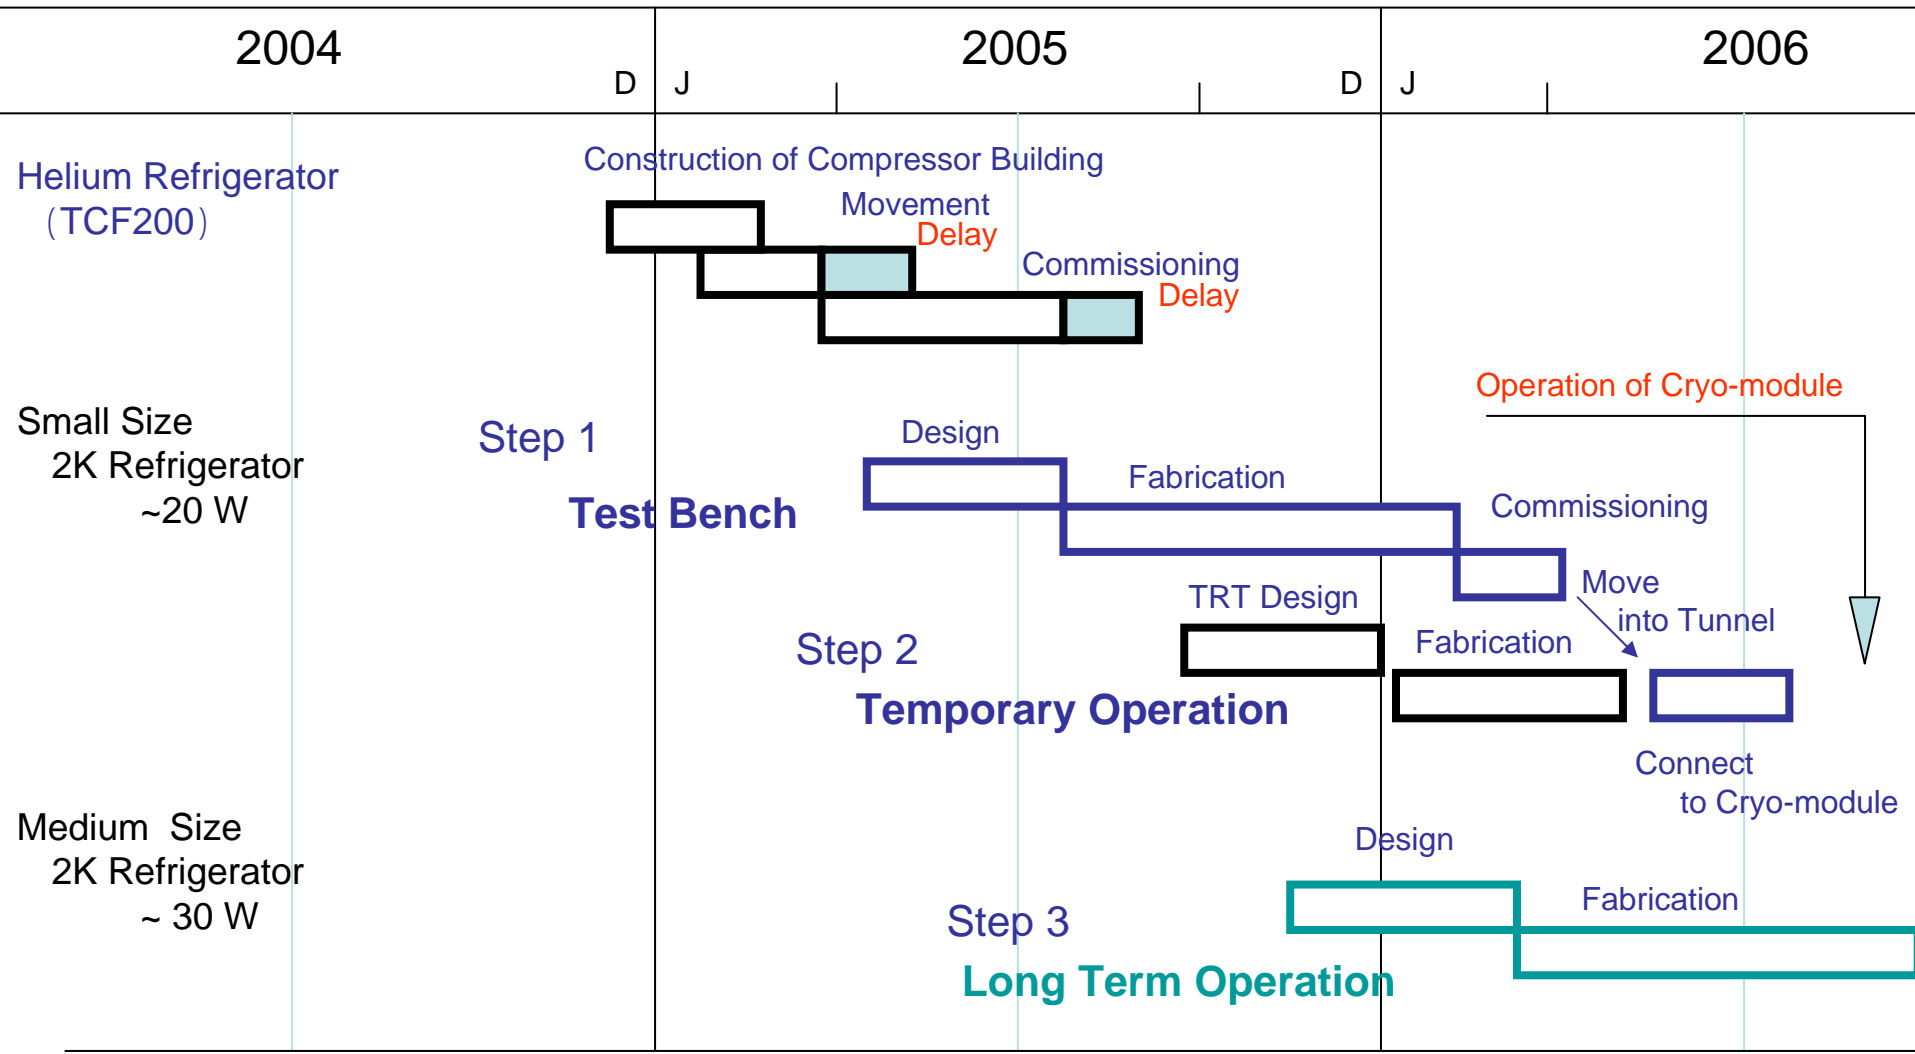 2004
2005
2006
D
J
D
J
Construction of Compressor Building
Helium Refrigerator
（TCF200）
Movement
Delay
Commissioning
Delay
Operation of Cryo-module
Small Size
2K Refrigerator
~20 W
Step 1
Test Bench
Design
Fabrication
Commissioning
Move
into Tunnel
TRT Design
Step 2
Fabrication
Temporary Operation
Connect
to Cryo-module
Medium  Size
2K Refrigerator
~ 30 W
Design
Step 3
Fabrication
Long Term Operation